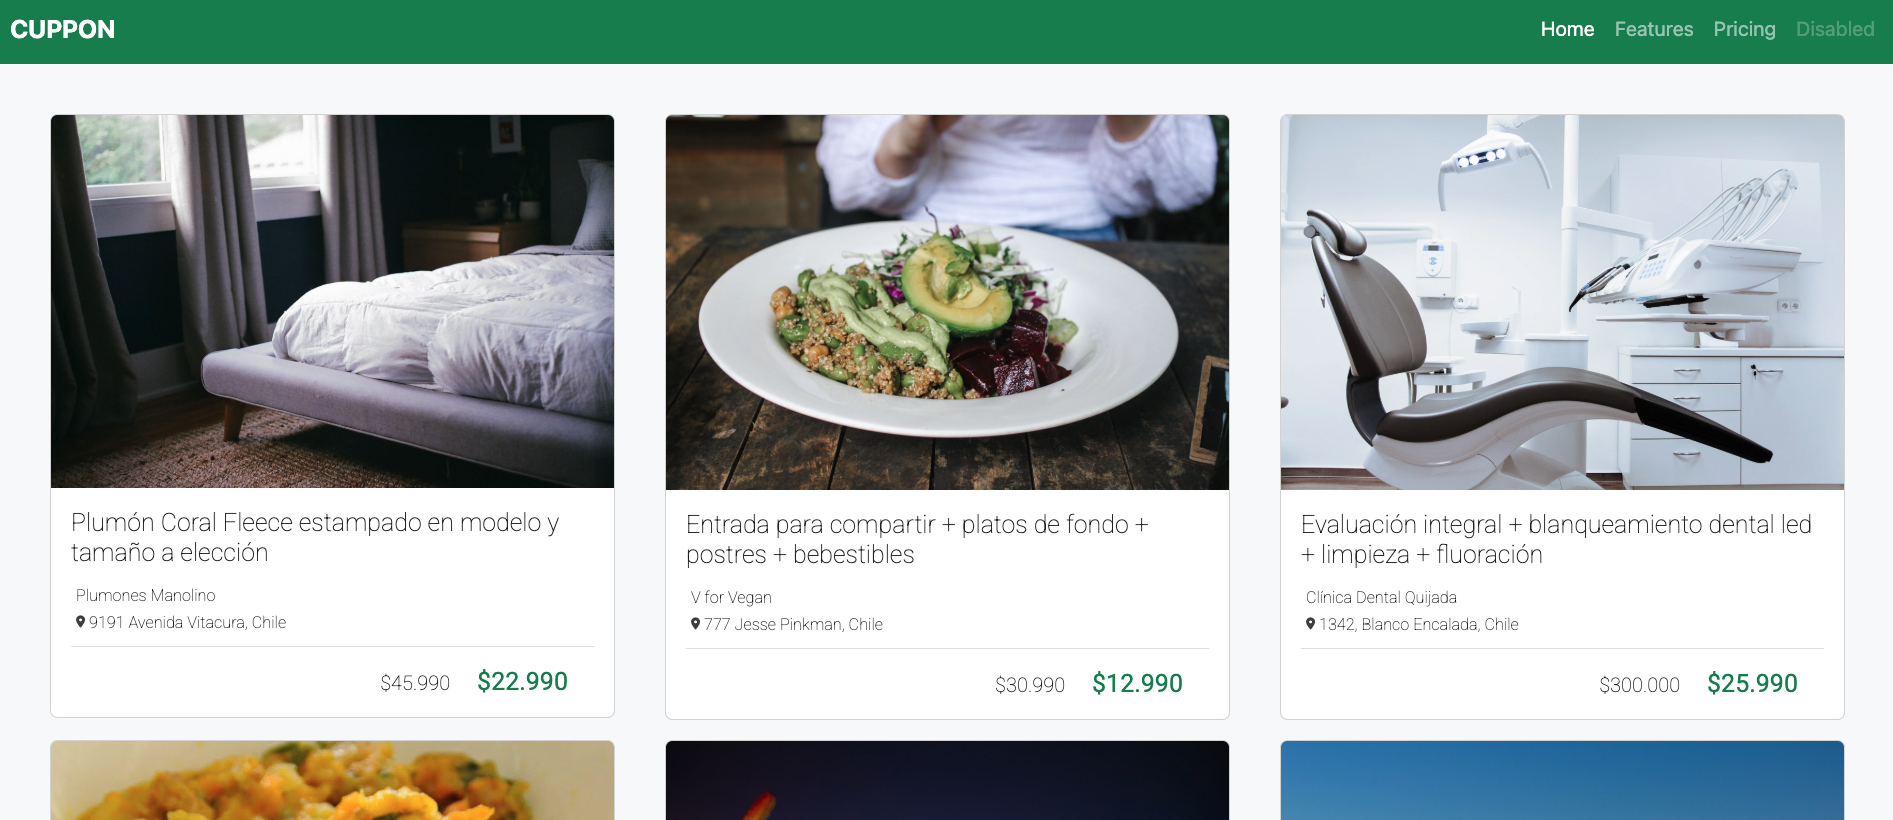 CUPPON
Home Features Pricing Disabled
Plumón Coral Fleece estampado en modelo y
tamaño a elección
Plumones Manolino
9191 Avenida Vitacura, Chile
$45.990 $22.990
Entrada para compartir + platos de fondo +
postres + bebestibles
V for Vegan
777 Jesse Pinkman, Chile
$30.990 $12.990
Evaluación integral + blanqueamiento dental led
+ limpieza + fluoración
Clínica Dental Quijada
1342, Blanco Encalada, Chile
$300.000 $25.990